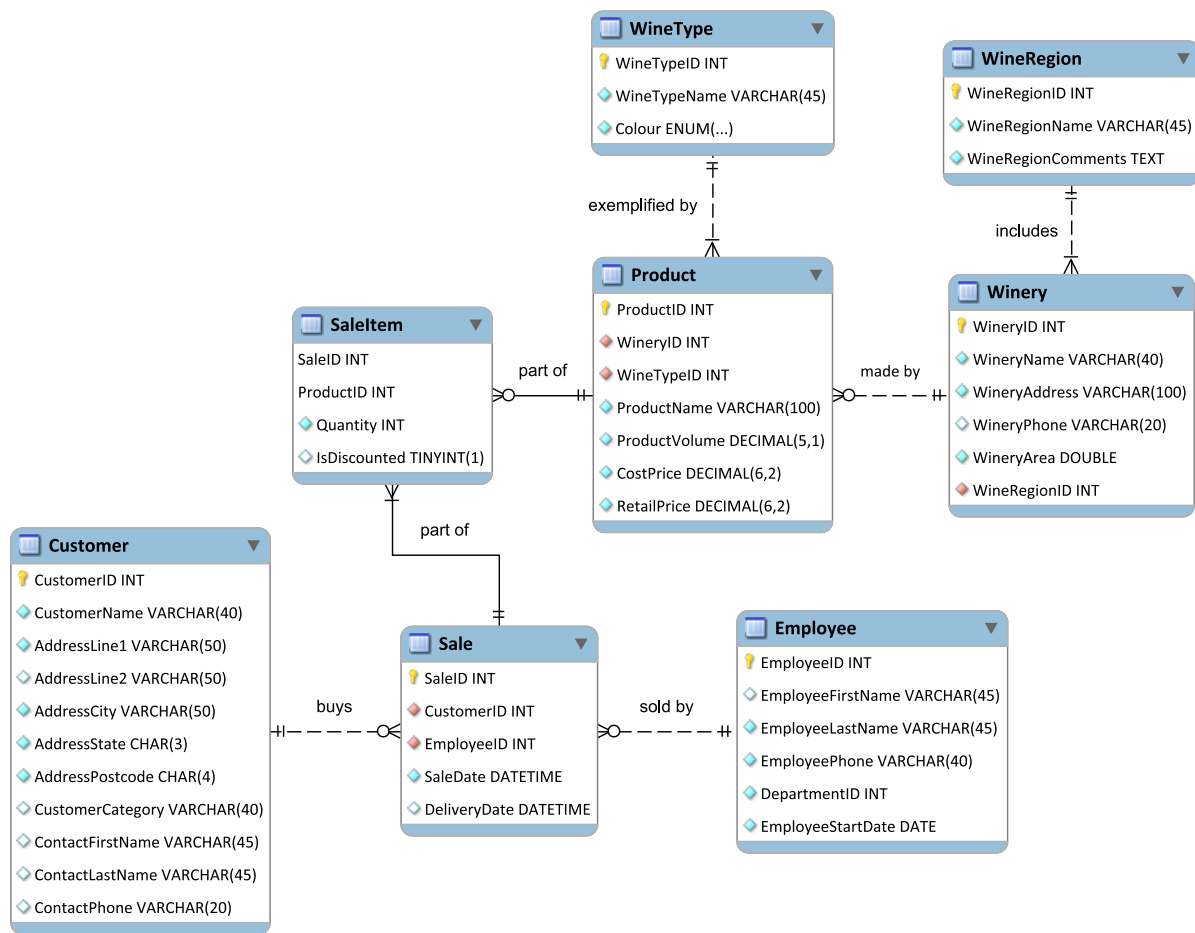 WineType
WineTypeID INT
WineTypeName VARCHAR(45)
Colour ENUM(...)
WineRegion
WineRegionID INT
WineRegionName VARCHAR(45)
WineRegionComments TEXT
exemplified by
includes
Product
ProductID INT
WineryID INT
WineTypeID INT
ProductName VARCHAR(100)
ProductVolume DECIMAL(5,1)
CostPrice DECIMAL(6,2)
RetailPrice DECIMAL(6,2)
Winery
WineryID INT
WineryName VARCHAR(40)
WineryAddress VARCHAR(100)
WineryPhone VARCHAR(20)
WineryArea DOUBLE
WineRegionID INT
SaleItem
SaleID INT
ProductID INT
Quantity INT
IsDiscounted TINYINT(1)
part of
made by
part of
Customer
CustomerID INT
CustomerName VARCHAR(40)
AddressLine1 VARCHAR(50)
AddressLine2 VARCHAR(50)
AddressCity VARCHAR(50)
AddressState CHAR(3)
AddressPostcode CHAR(4)
CustomerCategory VARCHAR(40)
ContactFirstName VARCHAR(45)
ContactLastName VARCHAR(45)
ContactPhone VARCHAR(20)
buys
Sale
SaleID INT
CustomerID INT
EmployeeID INT
SaleDate DATETIME
DeliveryDate DATETIME
sold by
Employee
EmployeeID INT
EmployeeFirstName VARCHAR(45)
EmployeeLastName VARCHAR(45)
EmployeePhone VARCHAR(40)
DepartmentID INT
EmployeeStartDate DATE